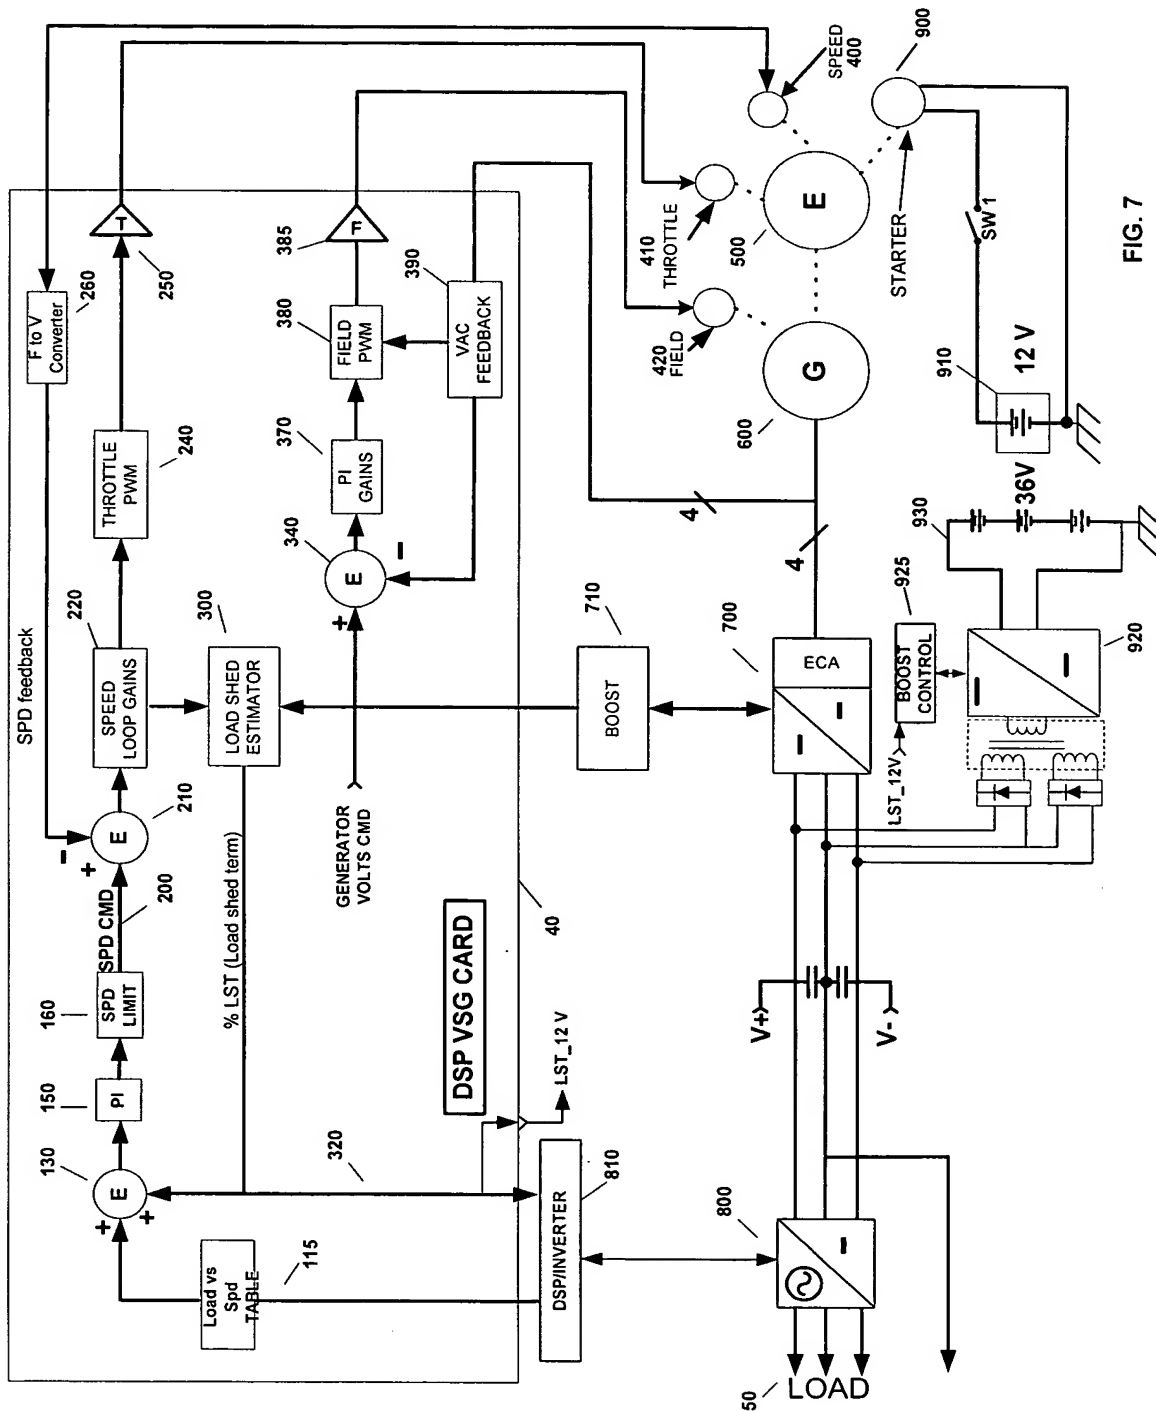 SPD feedback
F to V
Converter
260
130
150
160
200
210
220
240
250
E
PI
SPD
LIMIT
SPD CMD
E
SPEED
LOOP GAINS
THROTTLE
PWM
T
+
+
+
−
115
Load vs
Spd
TABLE
% LST (Load shed term)
LOAD SHED
ESTIMATOR
300
320
340
370
380
385
390
E
PI
GAINS
FIELD
PWM
F
VAC
FEEDBACK
+
−
GENERATOR
VOLTS CMD
DSP VSG CARD
40
LST_12 V
DSP/INVERTER
810
BOOST
710
420
FIELD
410
THROTTLE
SPEED
400
900
50
LOAD
800
V+
V-
700
ECA
4
4
600
G
500
E
STARTER
SW 1
LST_12V
BOOST
CONTROL
925
920
930
36V
910
12 V
FIG. 7